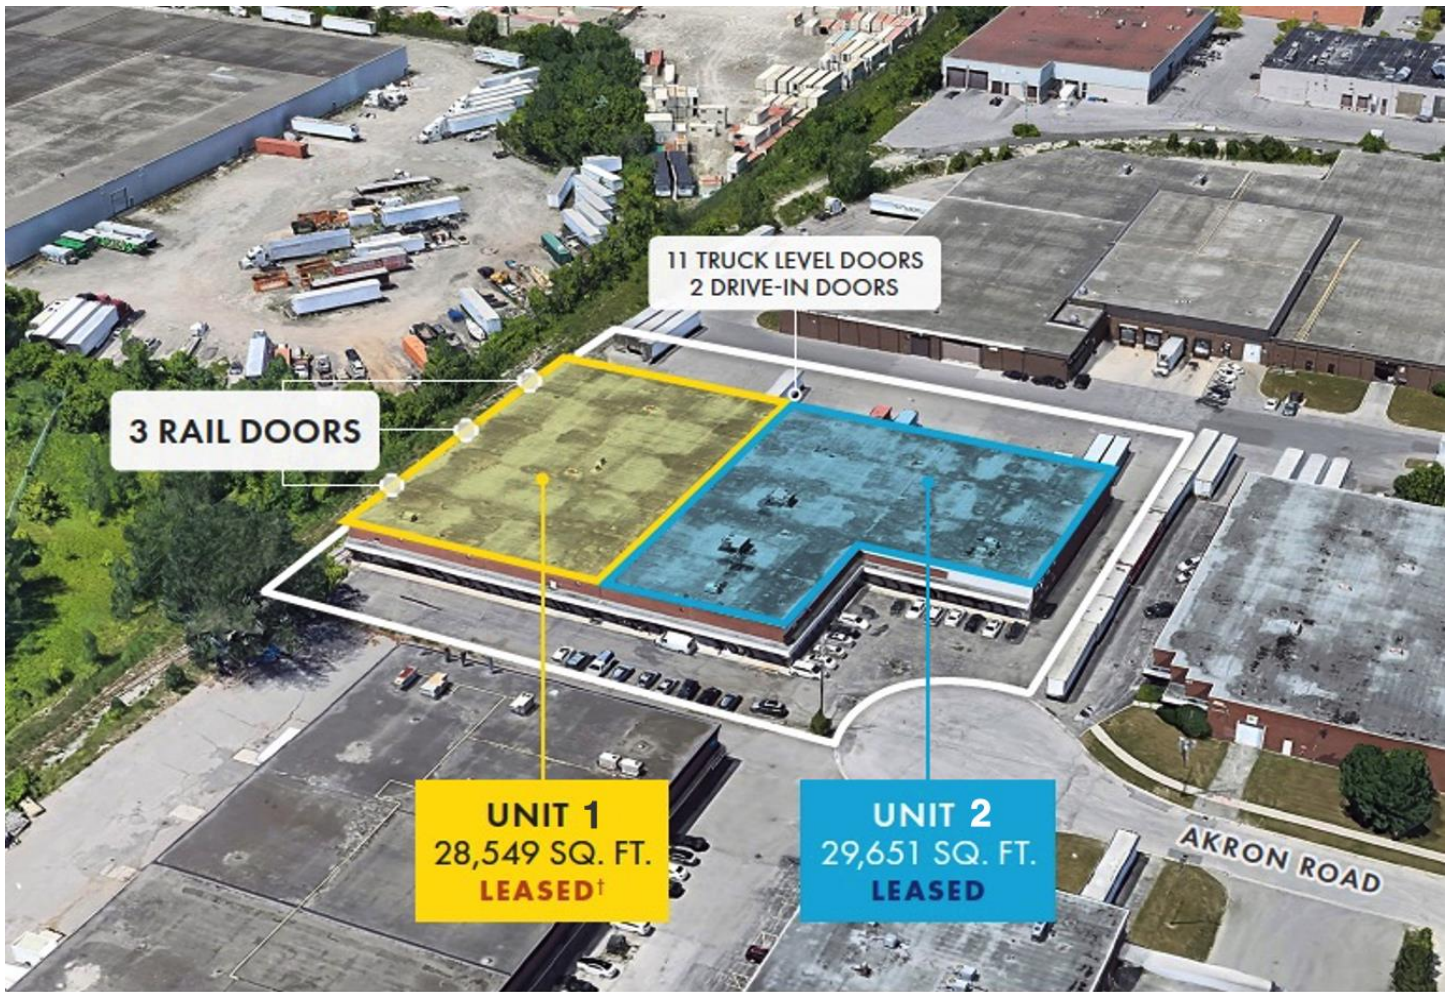 11 TRUCK LEVEL DOORS
2 DRIVE-IN DOORS
3 RAIL DOORS
UNIT 1
28,549 SQ. FT.
LEASED†
UNIT 2
29,651 SQ. FT.
LEASED
AKRON ROAD